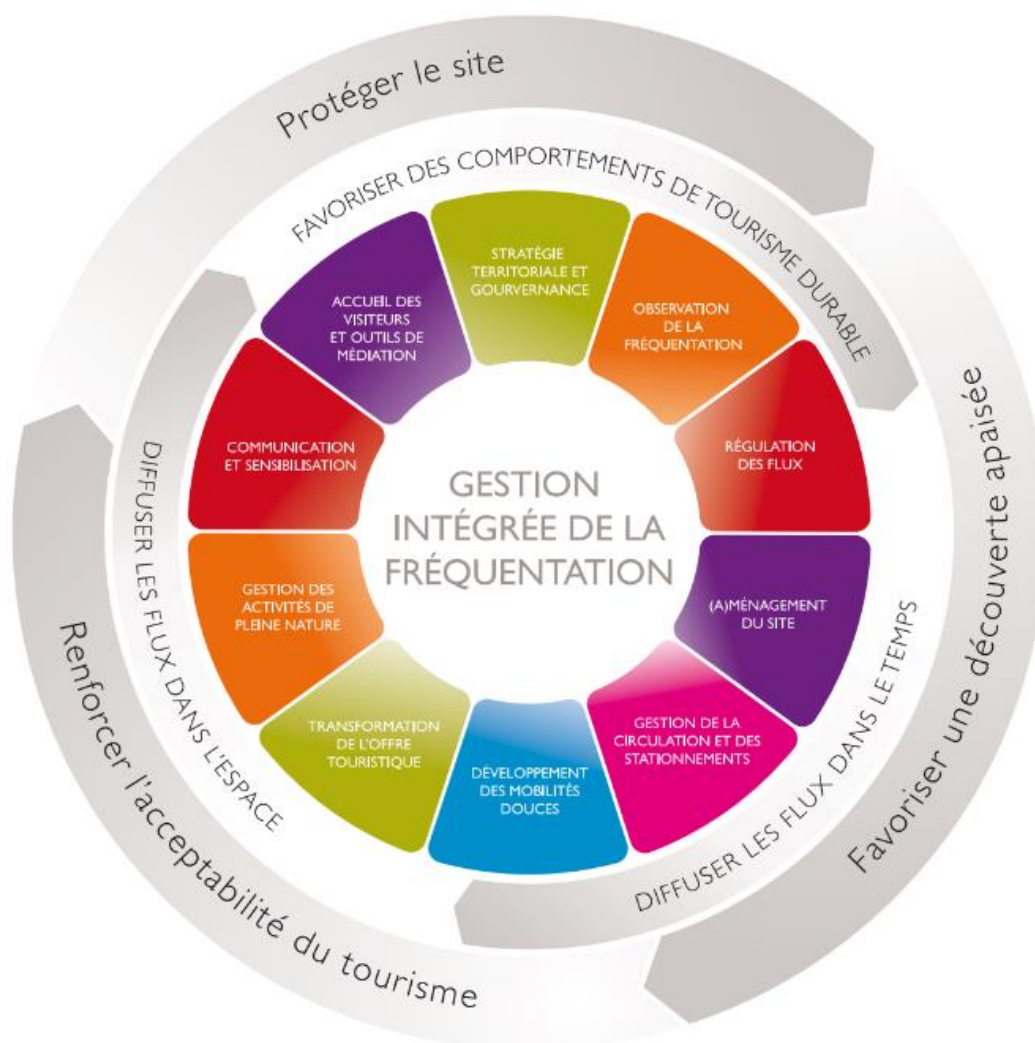 Protéger le site
Favoriser une découverte apaisée
Renforcer l'acceptabilité du tourisme
FAVORISER DES COMPORTEMENTS DE TOURISME DURABLE
DIFFUSER LES FLUX DANS LE TEMPS
DIFFUSER LES FLUX DANS L'ESPACE
STRATÉGIE
TERRITORIALE ET
GOURVERNANCE
OBSERVATION
DE LA
FRÉQUENTATION
RÉGULATION
DES FLUX
(A)MÉNAGEMENT
DU SITE
GESTION DE LA
CIRCULATION ET DES
STATIONNEMENTS
DÉVELOPPEMENT
DES MOBILITÉS
DOUCES
TRANSFORMATION
DE L'OFFRE
TOURISTIQUE
GESTION DES
ACTIVITÉS DE
PLEINE NATURE
COMMUNICATION
ET SENSIBILISATION
ACCUEIL DES
VISITEURS
ET OUTILS DE
MÉDIATION
GESTION
INTÉGRÉE DE LA
FRÉQUENTATION